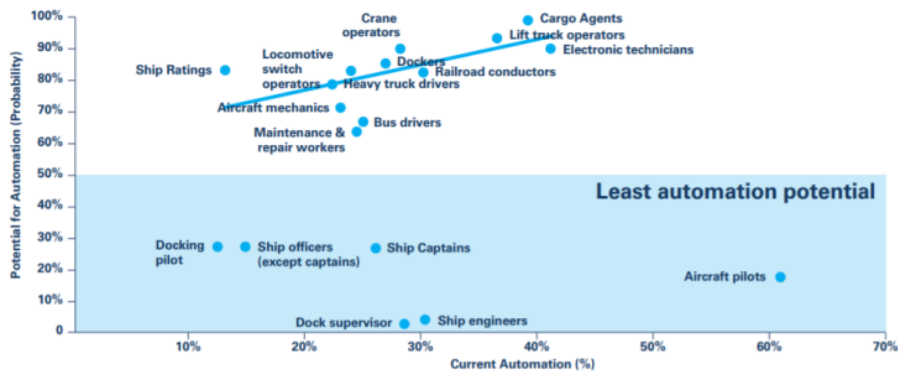 100%
90%
80%
70%
60%
50%
40%
30%
20%
10%
0
Potential for Automation (Probability)
Crane
operators
Cargo Agents
Lift truck operators
Electronic technicians
Locomotive
switch
operators
Dockers
Railroad conductors
Ship Ratings
Heavy truck drivers
Aircraft mechanics
Bus drivers
Maintenance &
repair workers
Least automation potential
Docking
pilot
Ship officers
(except captains)
Ship Captains
Aircraft pilots
Dock supervisor
Ship engineers
10%
20%
30%
40%
50%
60%
70%
Current Automation (%)